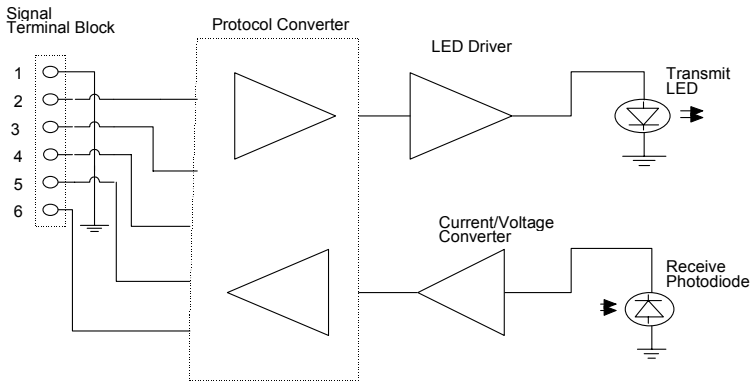 Signal
Terminal Block
Protocol Converter
LED Driver
Transmit
LED
1
2
3
4
5
6
Current/Voltage
Converter
Receive
Photodiode